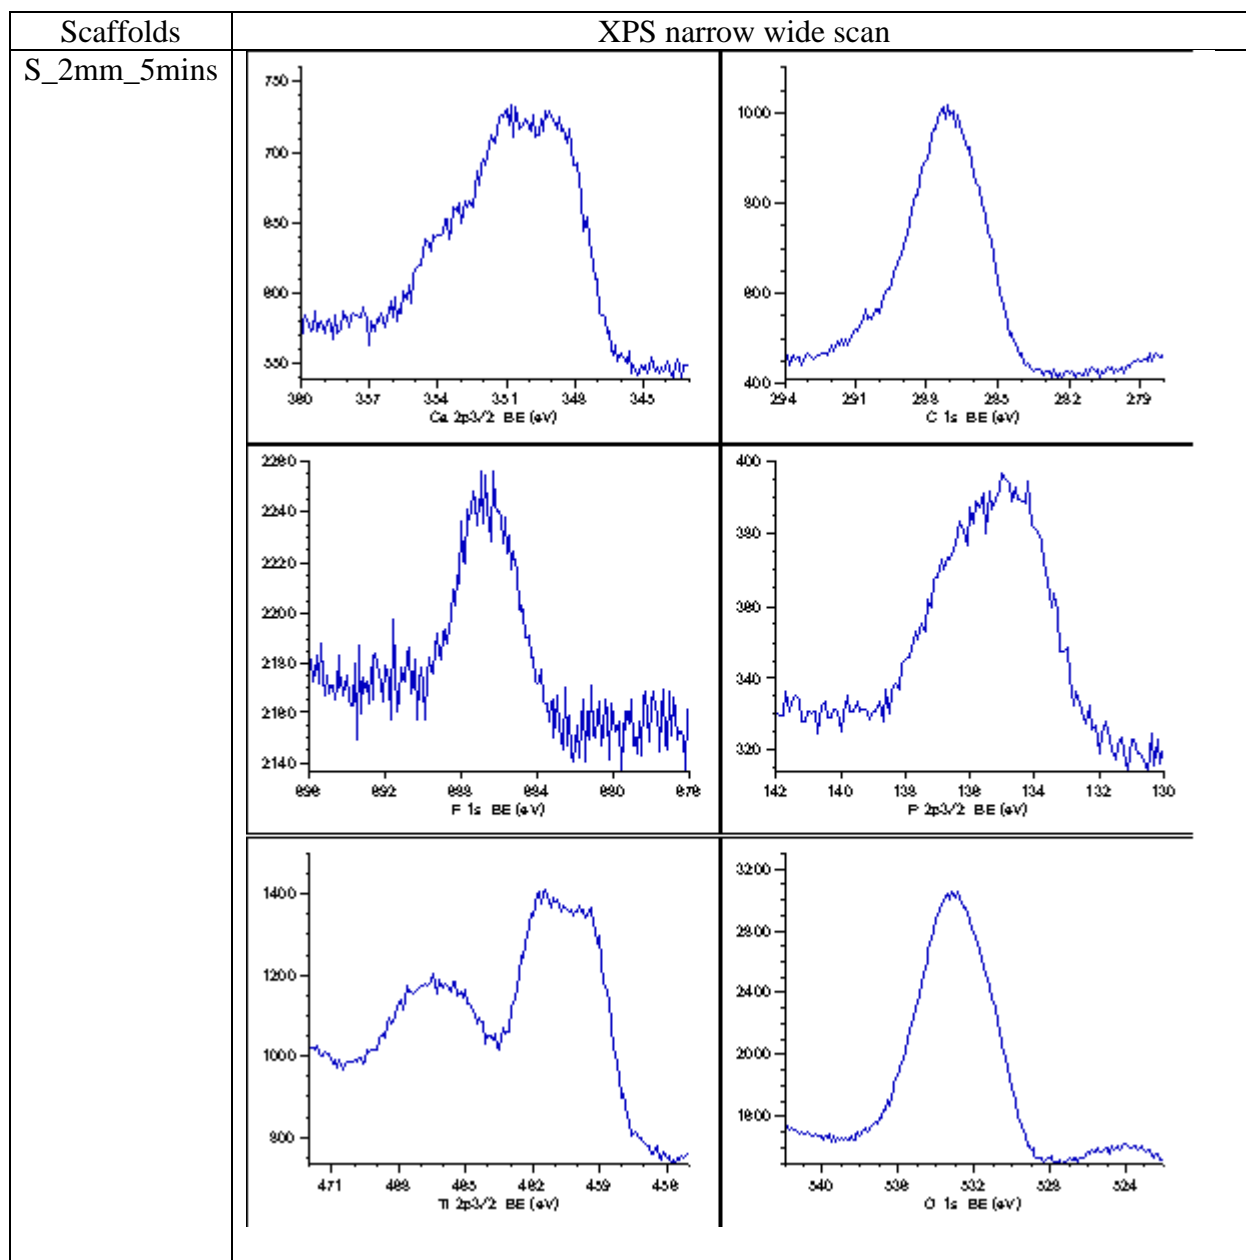 Scaffolds
XPS narrow wide scan
S_2mm_5mins
750
700
650
600
550
360 357 354 351 348 345
Ca 2p3/2 BE (eV)
1000
800
600
400
294 291 288 285 282 279
C 1s BE (eV)
2260
2240
2220
2200
2180
2160
2140
696 692 688 684 680 676
F 1s BE (eV)
400
380
360
340
320
142 140 138 136 134 132 130
P 2p3/2 BE (eV)
1400
1200
1000
800
471 468 465 462 459 456
Ti 2p3/2 BE (eV)
3200
2800
2400
2000
1600
540 536 532 528 524
O 1s BE (eV)